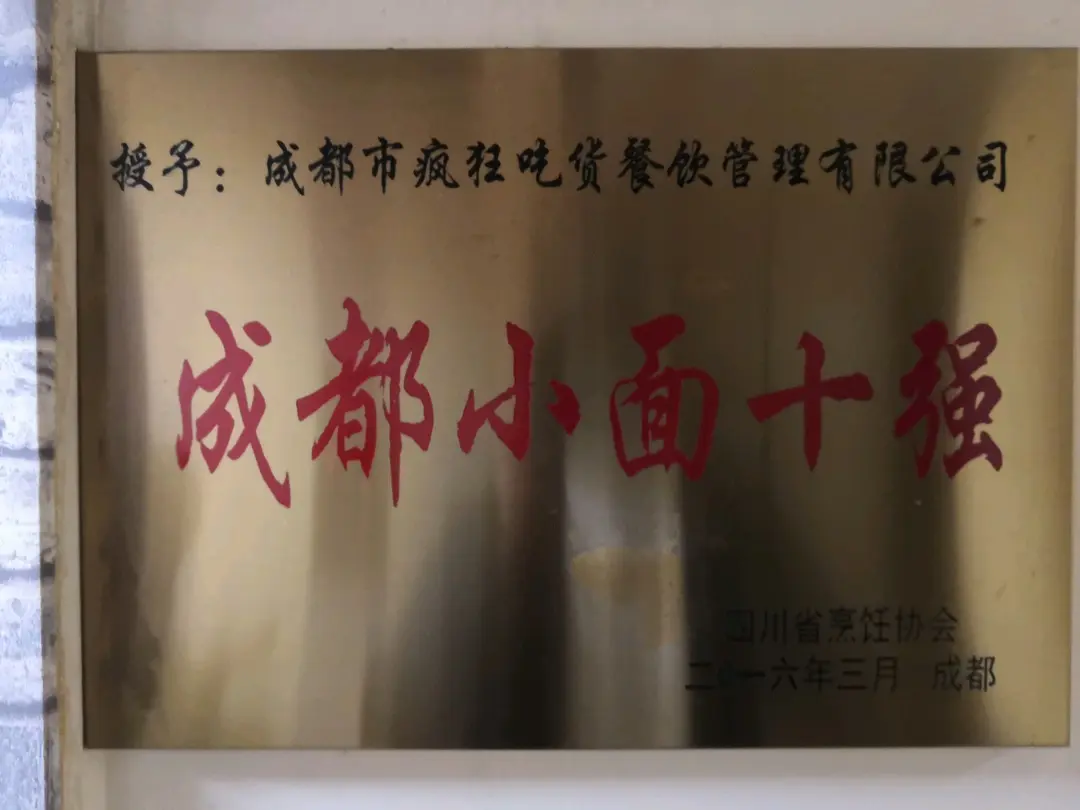 授予：成都市疯狂吃货餐饮管理有限公司
成都小面十强
四川省烹饪协会
二〇一六年三月 成都